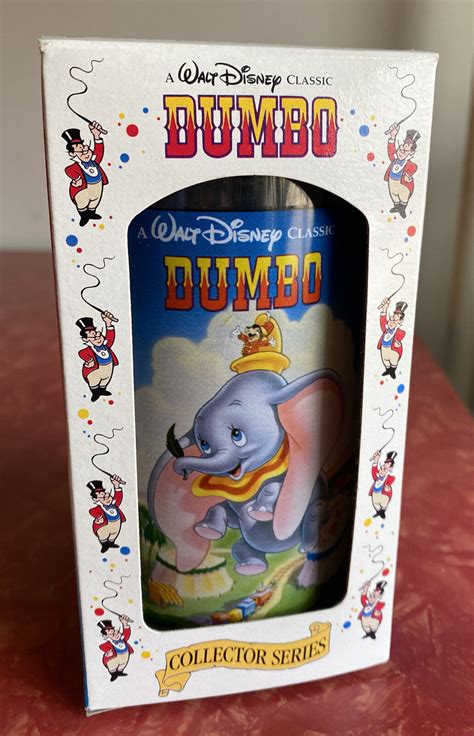 A Walt Disney CLASSIC
DUMBO
A Walt Disney CLASSIC
DUMBO
COLLECTOR SERIES